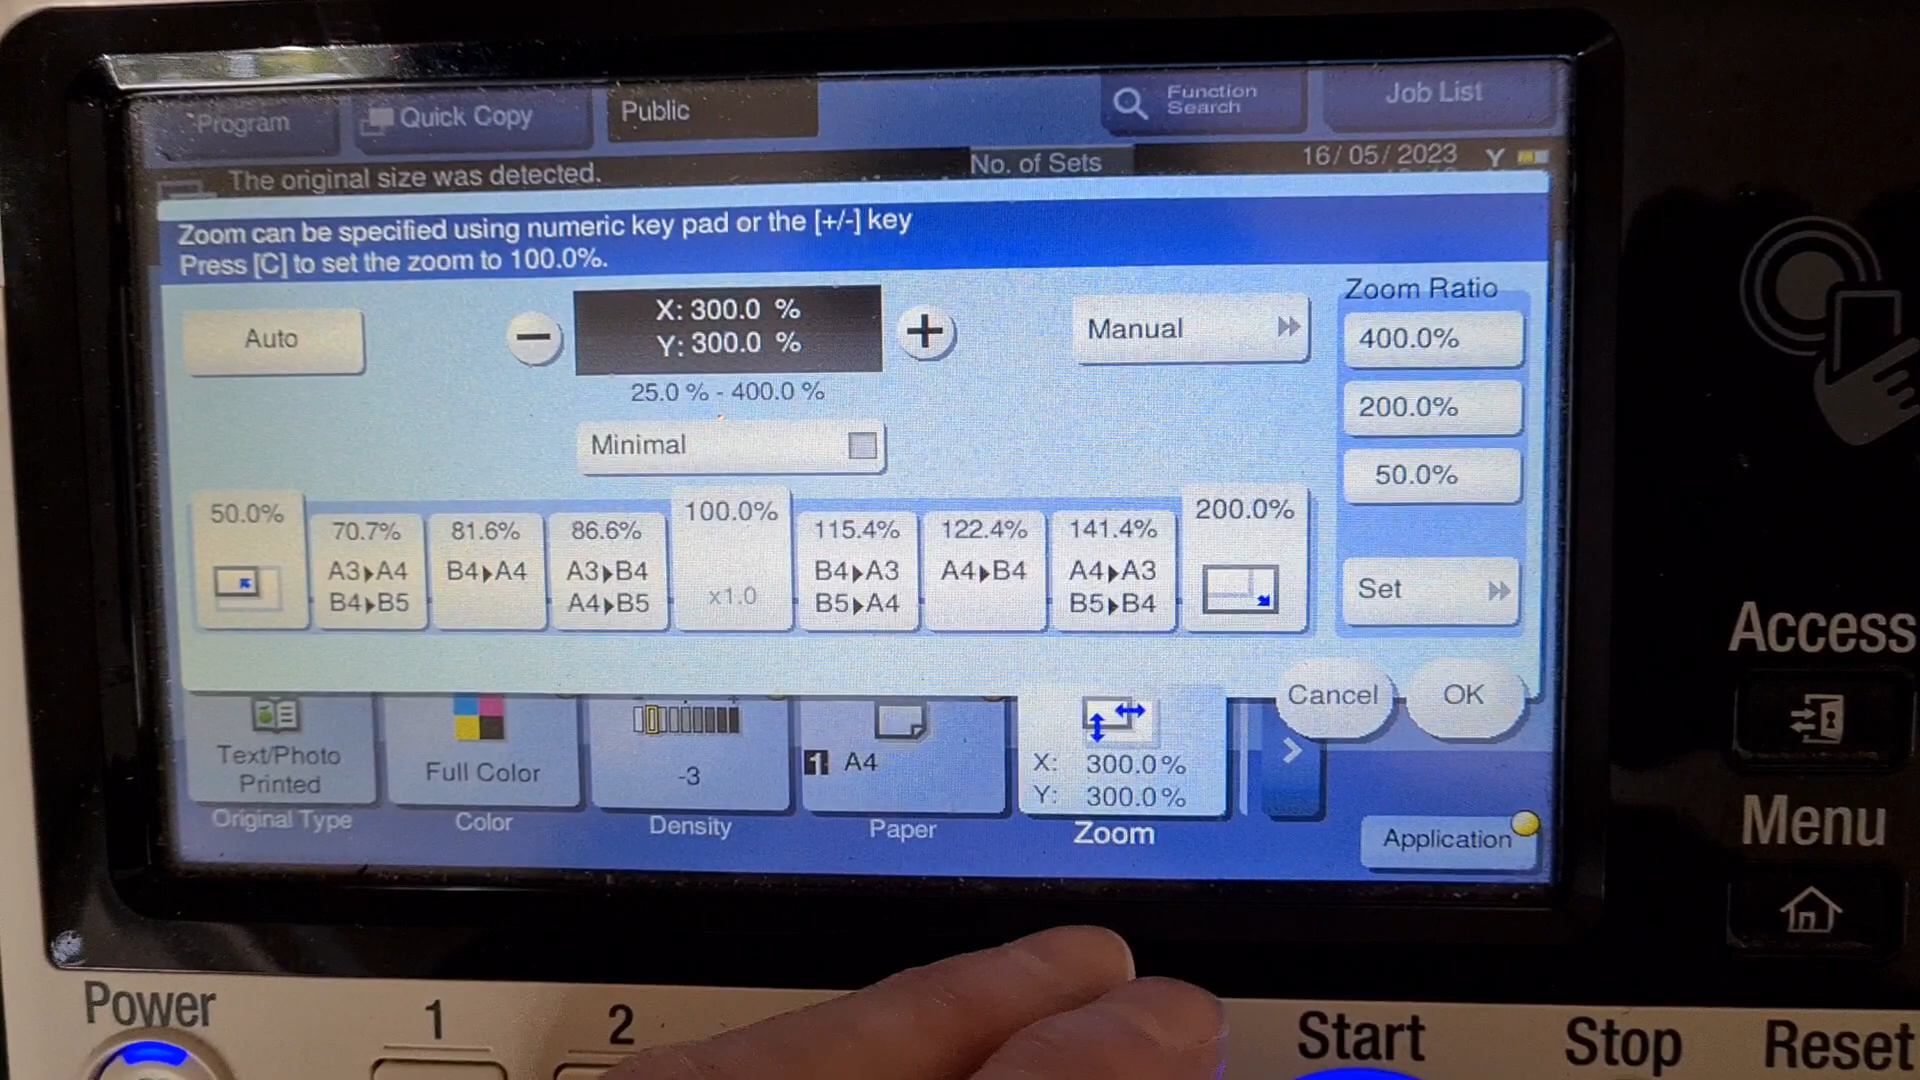 Program
Quick Copy
Public
Function
Search
Job List
The original size was detected.
No. of Sets
16/05/2023
Y
Zoom can be specified using numeric key pad or the [+/-] key
Press [C] to set the zoom to 100.0%.
Auto
−
X: 300.0 %
Y: 300.0 %
+
25.0 % - 400.0 %
Manual
Zoom Ratio
400.0%
200.0%
50.0%
Set
Minimal
50.0%
70.7%
A3▸A4
B4▸B5
81.6%
B4▸A4
86.6%
A3▸B4
A4▸B5
100.0%
x1.0
115.4%
B4▸A3
B5▸A4
122.4%
A4▸B4
141.4%
A4▸A3
B5▸B4
200.0%
Cancel
OK
Text/Photo
Printed
Original Type
Full Color
Color
-3
Density
1 A4
Paper
X: 300.0%
Y: 300.0%
Zoom
Application
Access
Menu
Power
1
2
Start
Stop
Reset